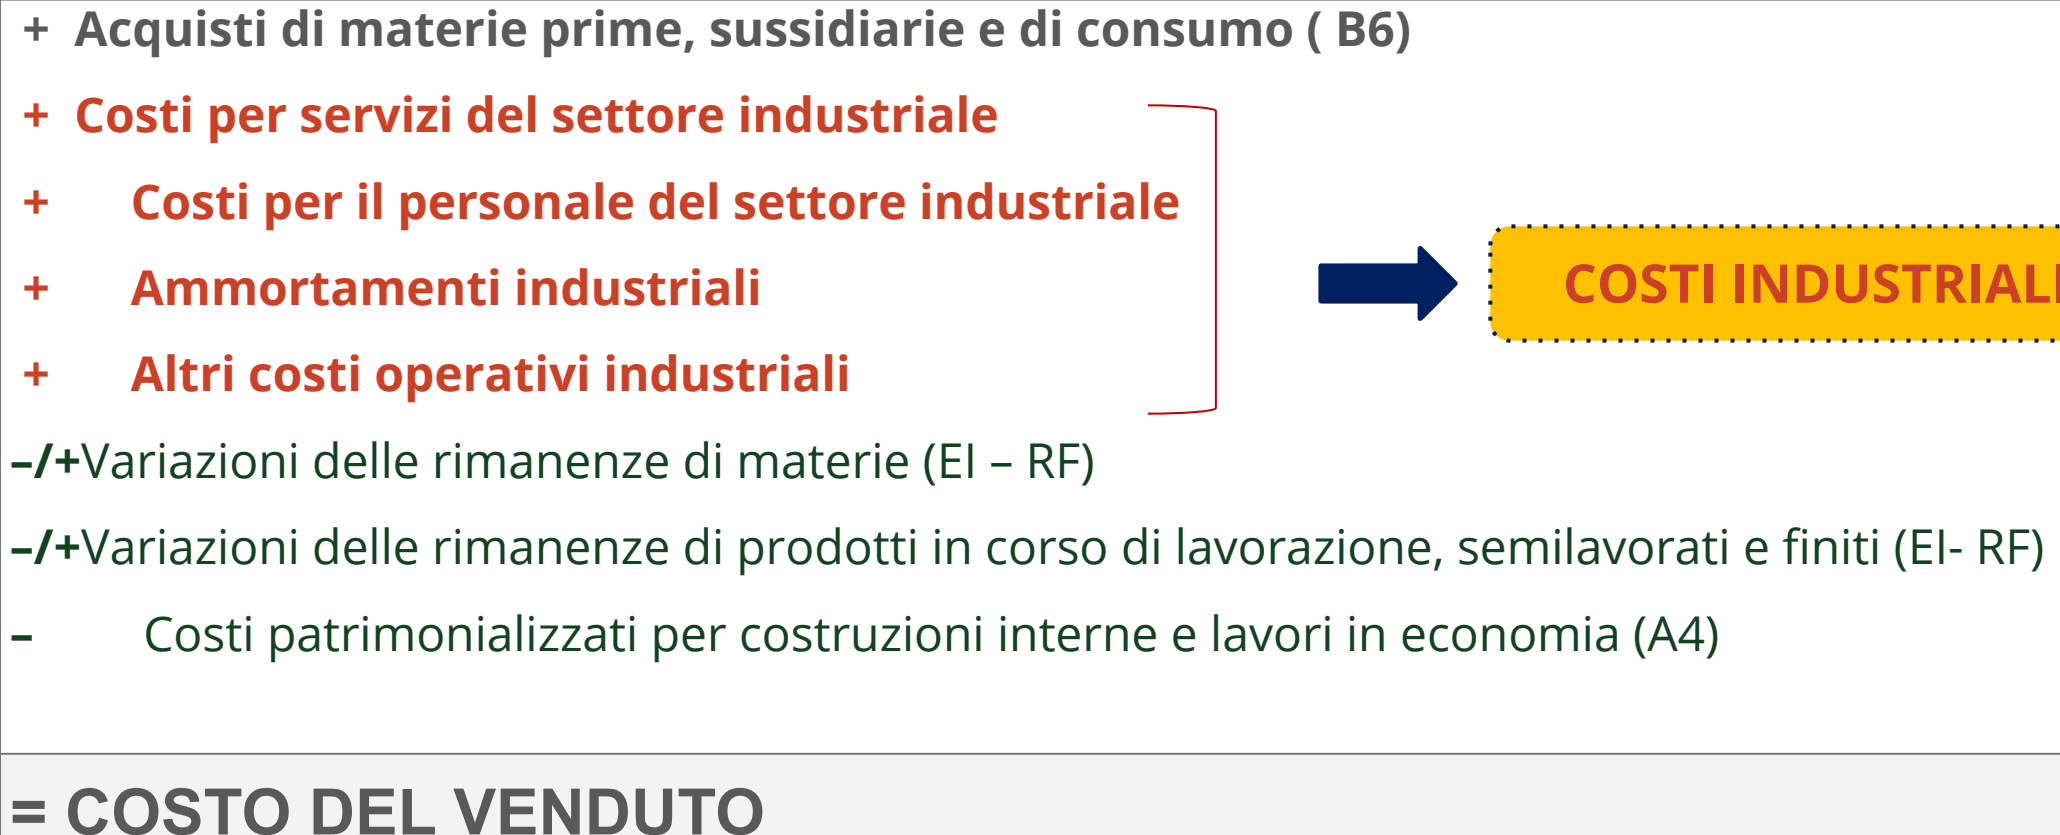 + Acquisti di materie prime, sussidiarie e di consumo ( B6)
+ Costi per servizi del settore industriale
+ Costi per il personale del settore industriale
+ Ammortamenti industriali
COSTI INDUSTRIALI
+ Altri costi operativi industriali
–/+Variazioni delle rimanenze di materie (EI – RF)
–/+Variazioni delle rimanenze di prodotti in corso di lavorazione, semilavorati e finiti (EI- RF)
– Costi patrimonializzati per costruzioni interne e lavori in economia (A4)
= COSTO DEL VENDUTO